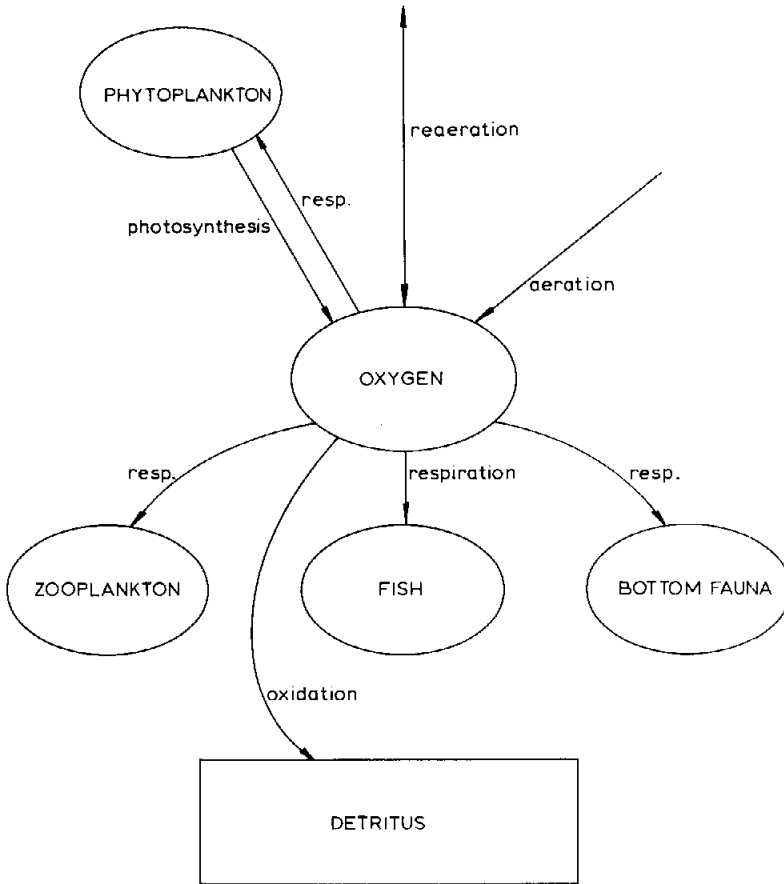 PHYTOPLANKTON
reaeration
resp.
photosynthesis
aeration
OXYGEN
resp.
respiration
resp.
ZOOPLANKTON
FISH
BOTTOM FAUNA
oxidation
DETRITUS